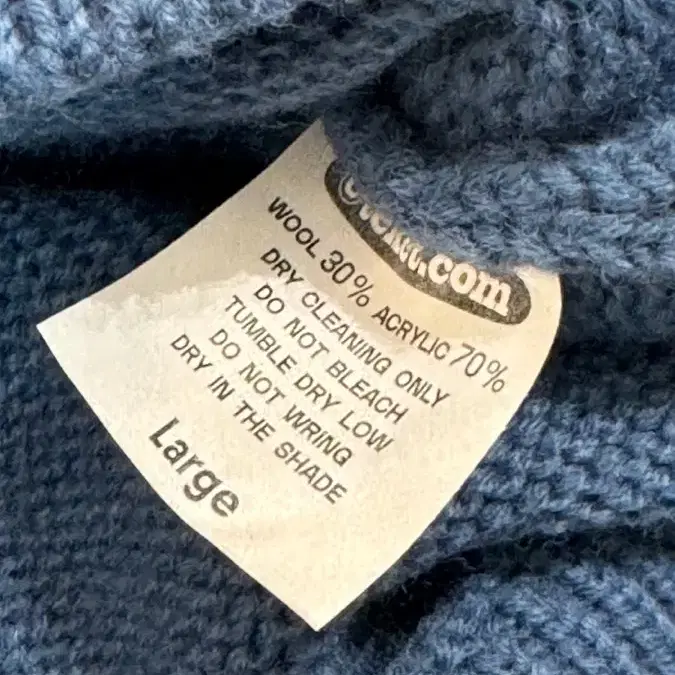 .com
WOOL 30% ACRYLIC 70%
DRY CLEANING ONLY
DO NOT BLEACH
TUMBLE DRY LOW
DO NOT WRING
DRY IN THE SHADE
Large